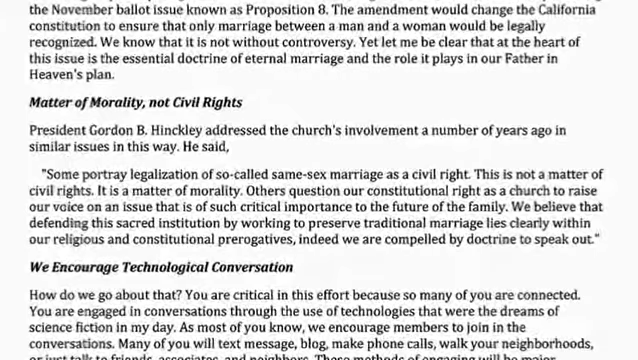 the November ballot issue known as Proposition 8. The amendment would change the California
constitution to ensure that only marriage between a man and a woman would be legally
recognized. We know that it is not without controversy. Yet let me be clear that at the heart of
this issue is the essential doctrine of eternal marriage and the role it plays in our Father in
Heaven's plan.
Matter of Morality, not Civil Rights
President Gordon B. Hinckley addressed the church's involvement a number of years ago in
similar issues in this way. He said,
"Some portray legalization of so-called same-sex marriage as a civil right. This is not a matter of
civil rights. It is a matter of morality. Others question our constitutional right as a church to raise
our voice on an issue that is of such critical importance to the future of the family. We believe that
defending this sacred institution by working to preserve traditional marriage lies clearly within
our religious and constitutional prerogatives, indeed we are compelled by doctrine to speak out."
We Encourage Technological Conversation
How do we go about that? You are critical in this effort because so many of you are connected.
You are engaged in conversations through the use of technologies that were the dreams of
science fiction in my day. As most of you know, we encourage members to join in the
conversations. Many of you will text message, blog, make phone calls, walk your neighborhoods,
or just talk to friends, associates, and neighbors. These methods of engaging will be major